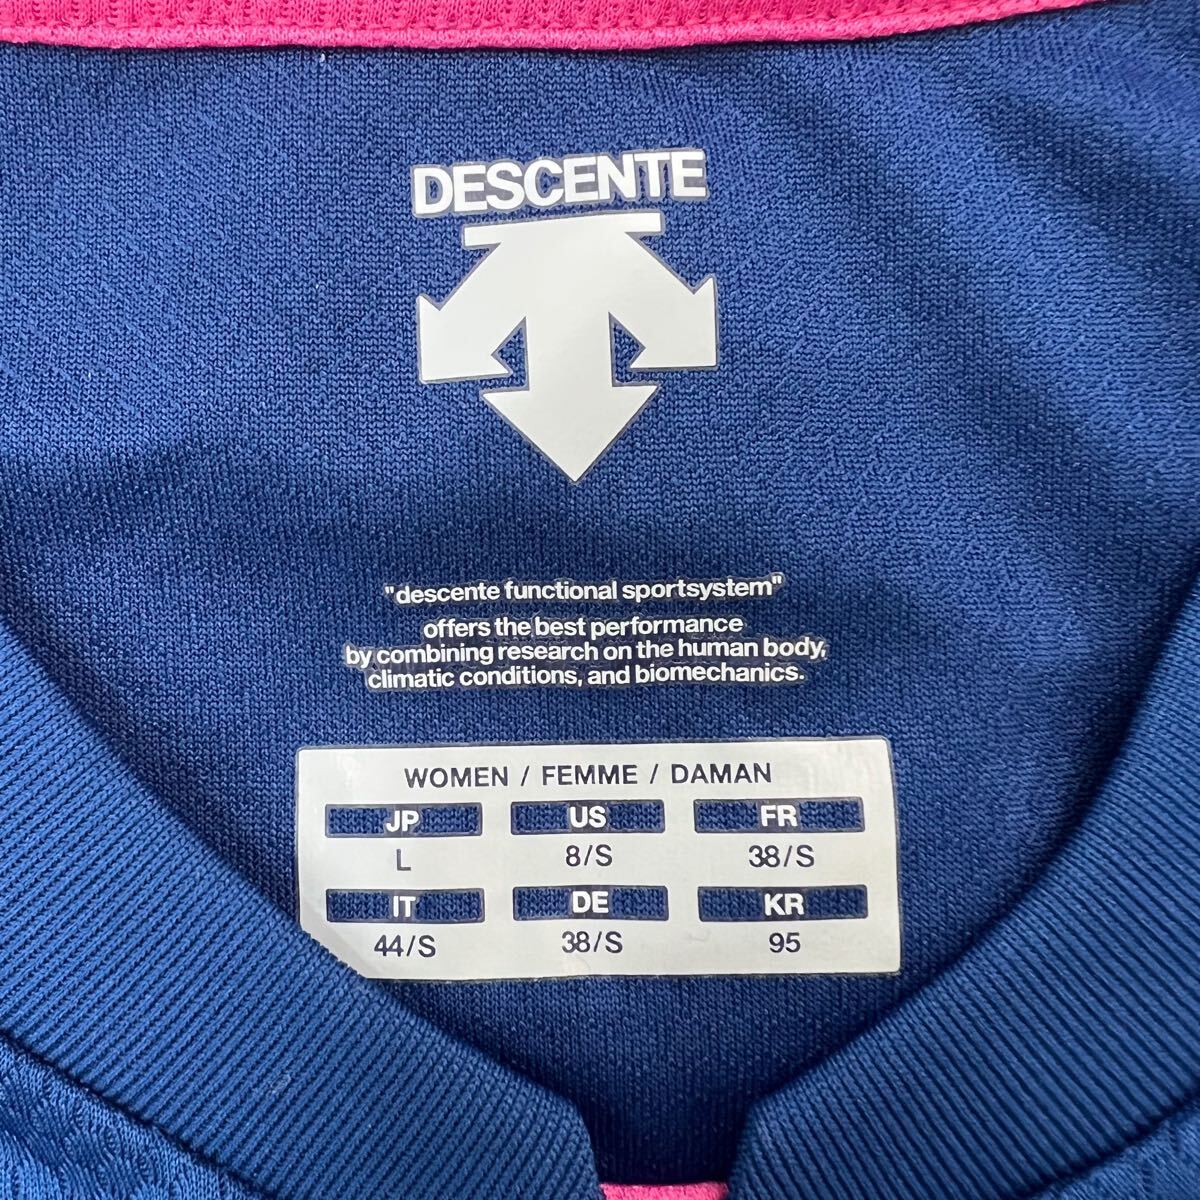 DESCENTE
"descente functional sportsystem"
offers the best performance
by combining research on the human body,
climatic conditions, and biomechanics.
WOMEN / FEMME / DAMAN
JP US FR
L 8/S 38/S
IT DE KR
44/S 38/S 95